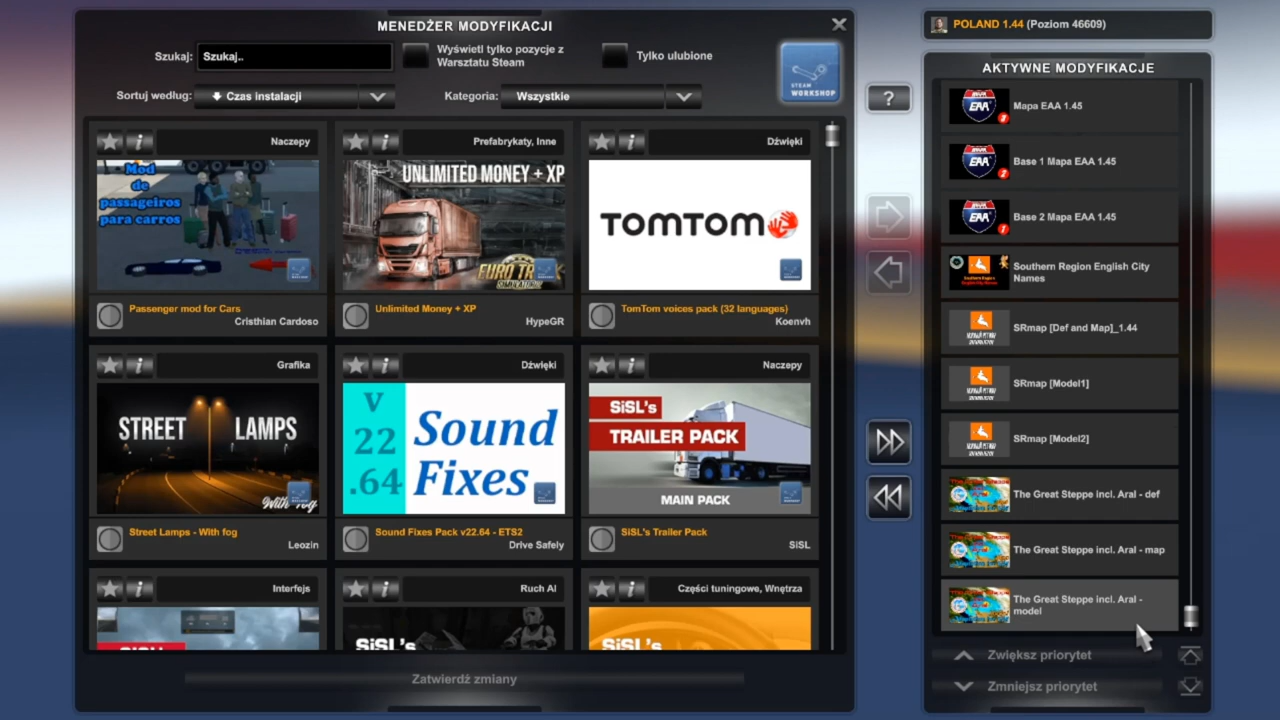 MENEDŻER MODYFIKACJI
Szukaj:
Szukaj..
Wyświetl tylko pozycje z
Warsztatu Steam
Tylko ulubione
STEAM
WORKSHOP
Sortuj według:
Czas instalacji
Kategoria:
Wszystkie
Naczepy
Mod
de
passageiros
para carros
Passenger mod for Cars
Cristhian Cardoso
Prefabrykaty, Inne
UNLIMITED MONEY + XP
Unlimited Money + XP
HypeGR
Dźwięki
TOMTOM
TomTom voices pack (32 languages)
Koenvh
Grafika
STREET LAMPS
With fog
Street Lamps - With fog
Leozin
Dźwięki
V
22
.64
Sound
Fixes
Sound Fixes Pack v22.64 - ETS2
Drive Safely
Naczepy
SiSL's
TRAILER PACK
MAIN PACK
SiSL's Trailer Pack
SiSL
Interfejs
Ruch AI
SiSL's
Części tuningowe, Wnętrza
SiSL's
Zatwierdź zmiany
?
POLAND 1.44 (Poziom 46609)
AKTYWNE MODYFIKACJE
EAA
Mapa EAA 1.45
EAA
Base 1 Mapa EAA 1.45
EAA
Base 2 Mapa EAA 1.45
Southern Region English City
Names
SRmap [Def and Map]_1.44
SRmap [Model1]
SRmap [Model2]
The Great Steppe incl. Aral - def
The Great Steppe incl. Aral - map
The Great Steppe incl. Aral -
model
Zwiększ priorytet
Zmniejsz priorytet